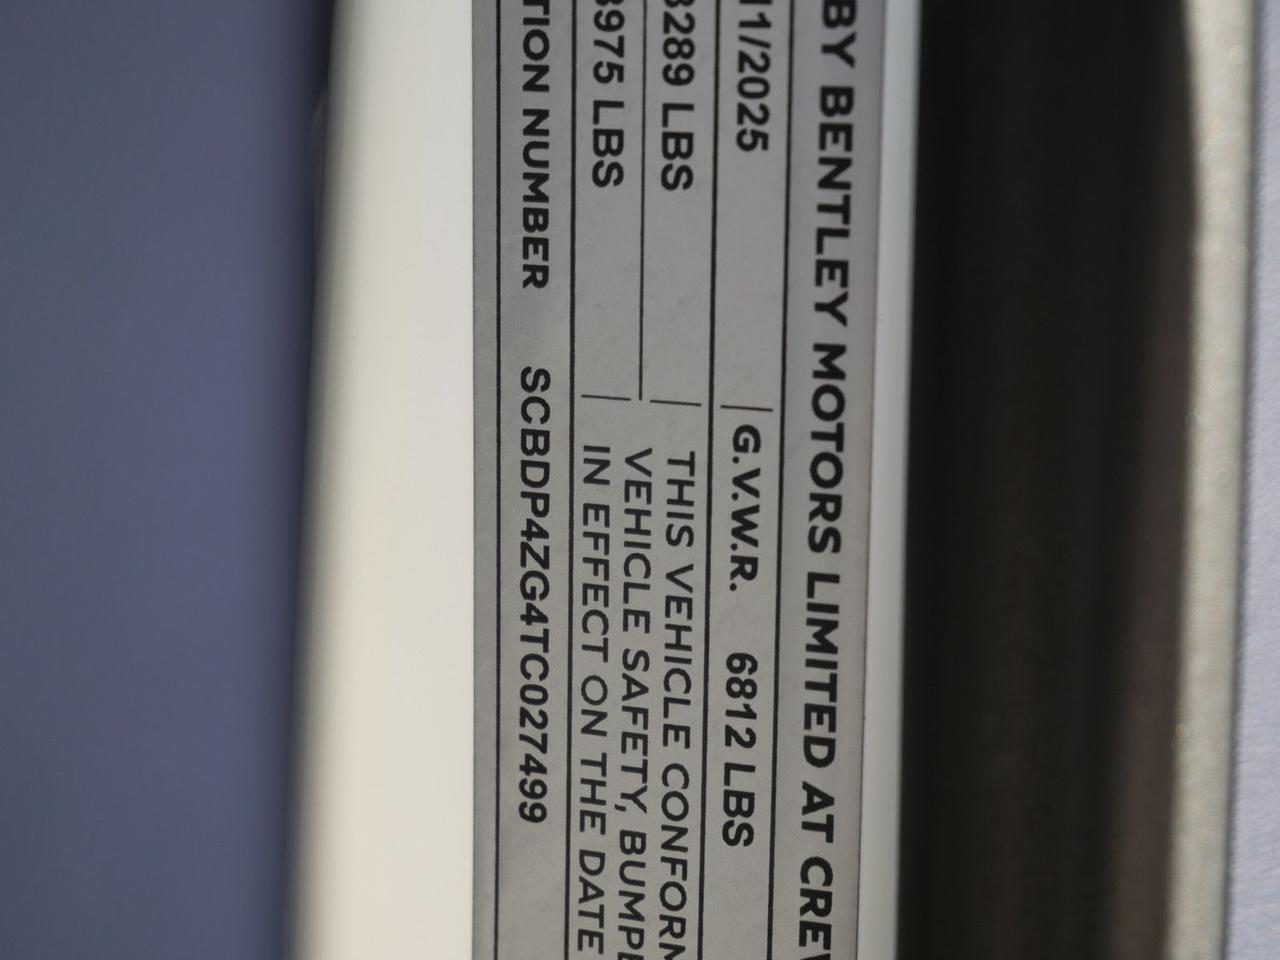 BY BENTLEY MOTORS LIMITED AT CREW
11/2025 G.V.W.R. 6812 LBS
3289 LBS THIS VEHICLE CONFORM
VEHICLE SAFETY, BUMPE
3975 LBS IN EFFECT ON THE DATE
TION NUMBER SCBDP4ZG4TC027499